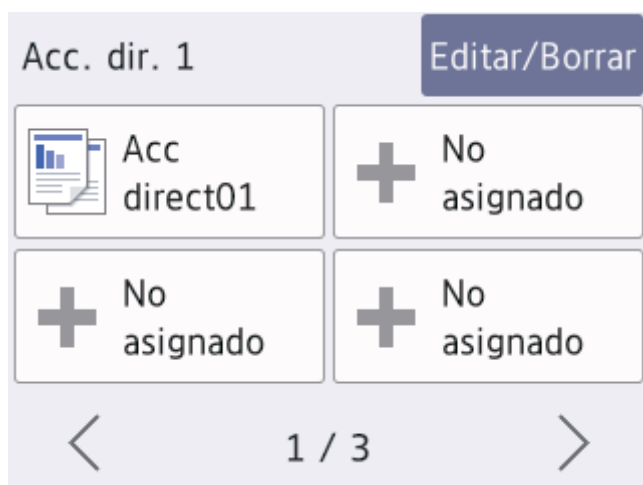 Acc. dir. 1
Editar/Borrar
Acc
direct01
No
asignado
No
asignado
No
asignado
1 / 3